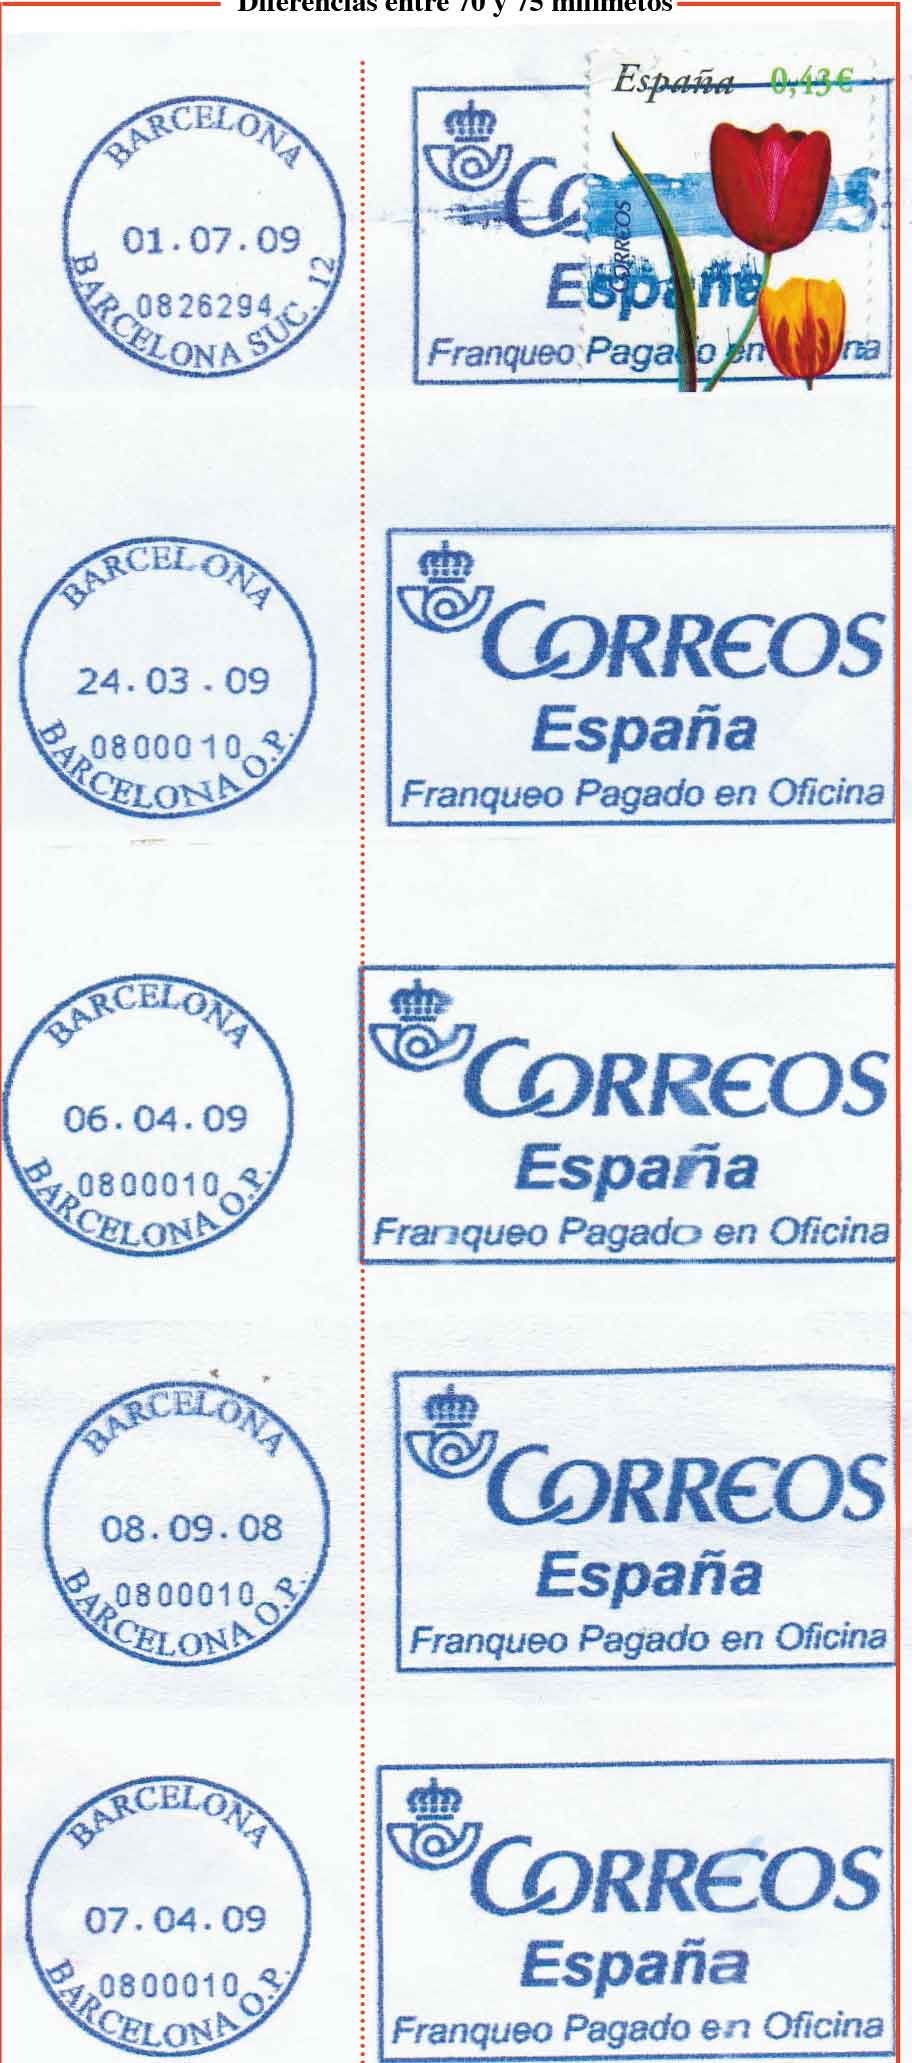 Diferencias entre 70 y 75 milímetos
BARCELONA
01.07.09
0826294
BARCELONA SUC. 12
España 0,43€
CORREOS
España
Franqueo Pagado en
BARCELONA
24.03.09
0800010
BARCELONA O.P.
CORREOS
España
Franqueo Pagado en Oficina
BARCELONA
06.04.09
0800010
BARCELONA O.P.
CORREOS
España
Franqueo Pagado en Oficina
BARCELONA
08.09.08
0800010
BARCELONA O.P.
CORREOS
España
Franqueo Pagado en Oficina
BARCELONA
07.04.09
0800010
BARCELONA O.P.
CORREOS
España
Franqueo Pagado en Oficina